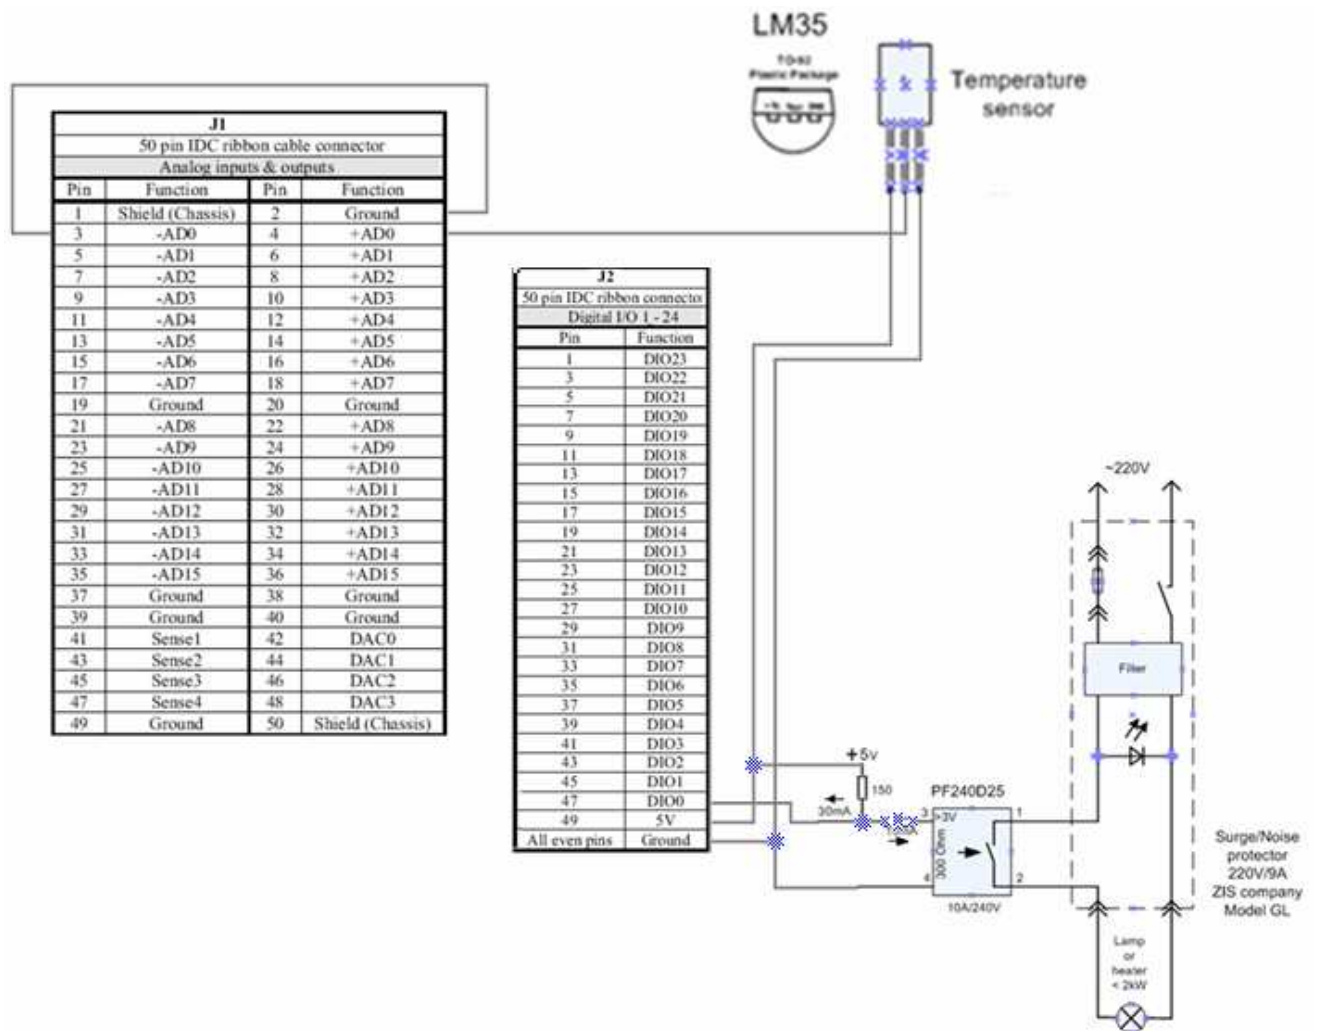 LM35
TO-92
Plastic Package
+Vs Vout GND
Temperature
sensor
J1
50 pin IDC ribbon cable connector
Analog inputs & outputs
Pin Function Pin Function
1 Shield (Chassis) 2 Ground
3 -AD0 4 +AD0
5 -AD1 6 +AD1
7 -AD2 8 +AD2
9 -AD3 10 +AD3
11 -AD4 12 +AD4
13 -AD5 14 +AD5
15 -AD6 16 +AD6
17 -AD7 18 +AD7
19 Ground 20 Ground
21 -AD8 22 +AD8
23 -AD9 24 +AD9
25 -AD10 26 +AD10
27 -AD11 28 +AD11
29 -AD12 30 +AD12
31 -AD13 32 +AD13
33 -AD14 34 +AD14
35 -AD15 36 +AD15
37 Ground 38 Ground
39 Ground 40 Ground
41 Sense1 42 DAC0
43 Sense2 44 DAC1
45 Sense3 46 DAC2
47 Sense4 48 DAC3
49 Ground 50 Shield (Chassis)
J2
50 pin IDC ribbon connecto
Digital I/O 1 - 24
Pin Function
1 DIO23
3 DIO22
5 DIO21
7 DIO20
9 DIO19
11 DIO18
13 DIO17
15 DIO16
17 DIO15
19 DIO14
21 DIO13
23 DIO12
25 DIO11
27 DIO10
29 DIO9
31 DIO8
33 DIO7
35 DIO6
37 DIO5
39 DIO4
41 DIO3
43 DIO2
45 DIO1
47 DIO0
49 5V
All even pins Ground
~220V
Filter
+5v
150
30mA
PF240D25
3 >3V 1
300 Ohm
4 2
10A/240V
Surge/Noise
protector
220V/9A
ZIS company
Model GL
Lamp
or
heater
< 2kW